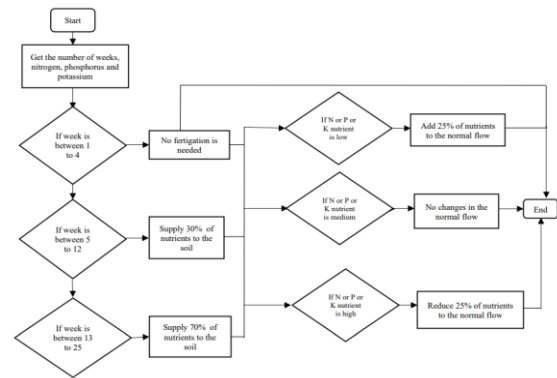 Start
Get the number of weeks,
nitrogen, phosphorus and
potassium
If week is
between 1
to 4
No fertigation is
needed
If N or P or
K nutrient
is low
Add 25% of nutrients
to the normal flow
If week is
between 5
to 12
Supply 30% of
nutrients to the
soil
If N or P or
K nutrient
is medium
No changes in the
normal flow
End
If week is
between 13
to 25
Supply 70% of
nutrients to the
soil
If N or P or
K nutrient
is high
Reduce 25% of nutrients
to the normal flow